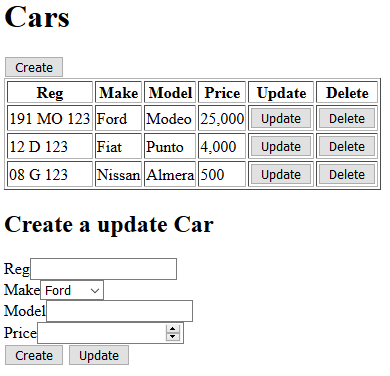 Cars
Create
Reg Make Model Price Update Delete
191 MO 123 Ford Modeo 25,000 Update Delete
12 D 123 Fiat Punto 4,000 Update Delete
08 G 123 Nissan Almera 500 Update Delete
Create a update Car
Reg
Make Ford
Model
Price
Create Update